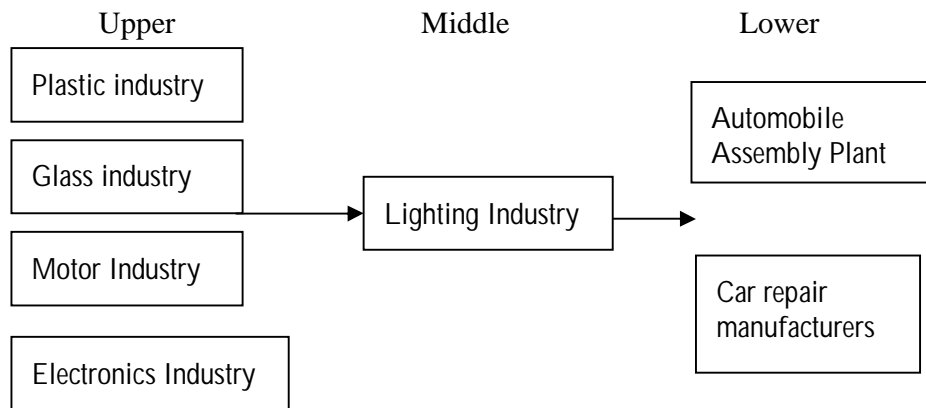 Upper
Middle
Lower
Plastic industry
Glass industry
Motor Industry
Electronics Industry
Lighting Industry
Automobile
Assembly Plant
Car repair
manufacturers